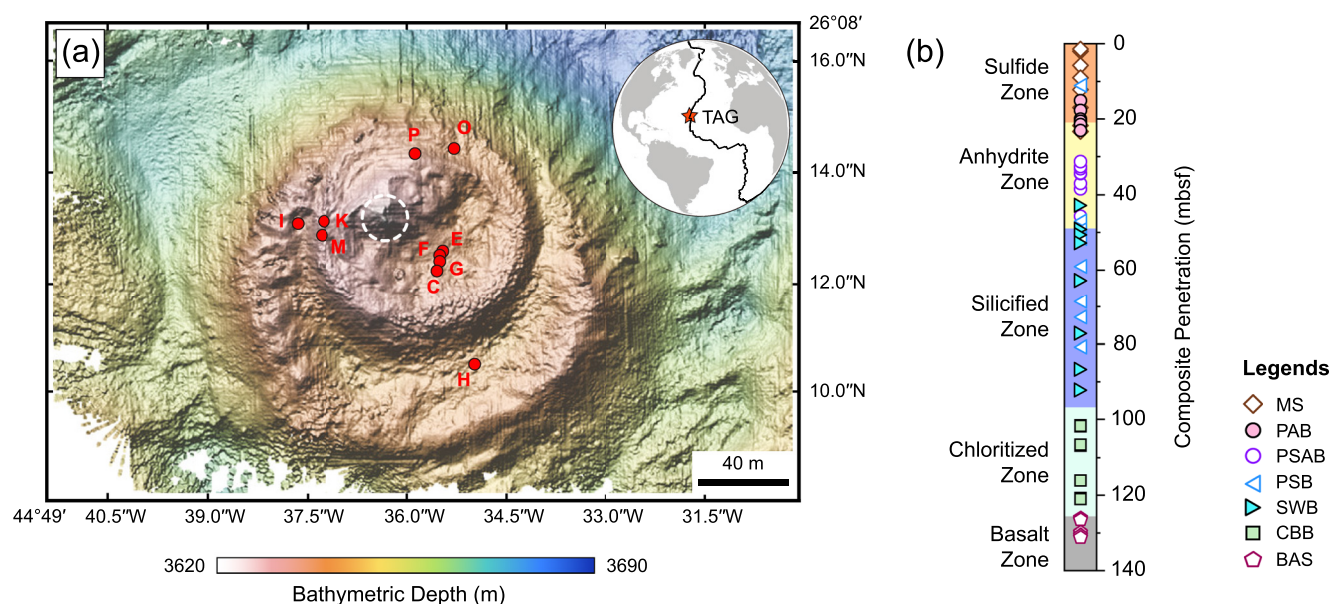 (a)
26°08′
16.0″N
14.0″N
12.0″N
10.0″N
TAG
P
O
I
K
M
F
E
G
C
H
40 m
44°49′
40.5″W
39.0″W
37.5″W
36.0″W
34.5″W
33.0″W
31.5″W
3620
3690
Bathymetric Depth (m)
(b)
Sulfide
Zone
Anhydrite
Zone
Silicified
Zone
Chloritized
Zone
Basalt
Zone
0
20
40
60
80
100
120
140
Composite Penetration (mbsf)
Legends
MS
PAB
PSAB
PSB
SWB
CBB
BAS